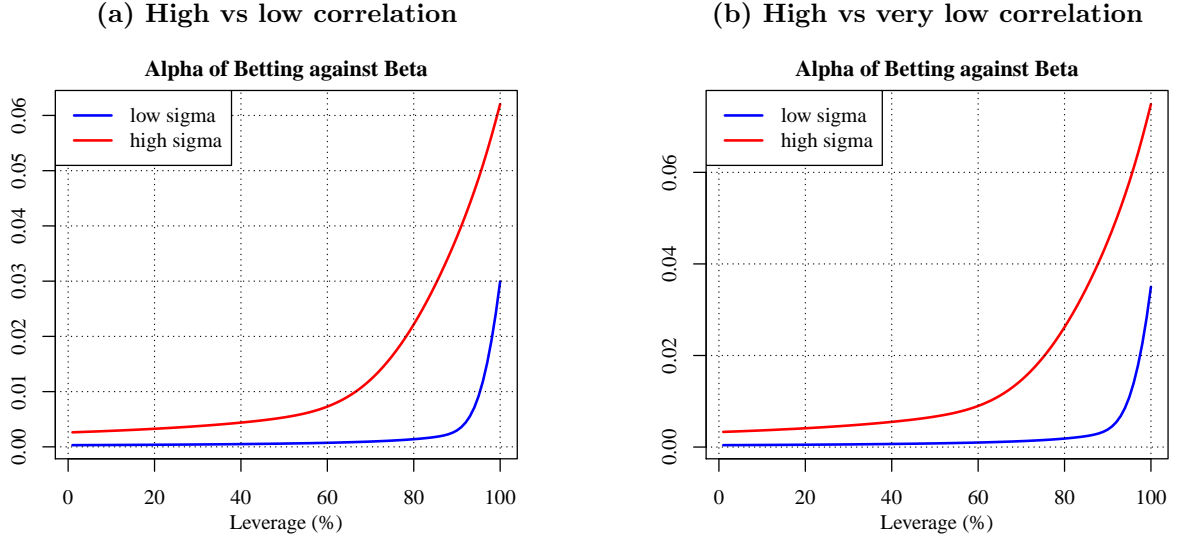 (a) High vs low correlation
Alpha of Betting against Beta
low sigma
high sigma
0.06
0.05
0.04
0.03
0.02
0.01
0.00
0 20 40 60 80 100
Leverage (%)
(b) High vs very low correlation
Alpha of Betting against Beta
low sigma
high sigma
0.06
0.04
0.02
0.00
0 20 40 60 80 100
Leverage (%)